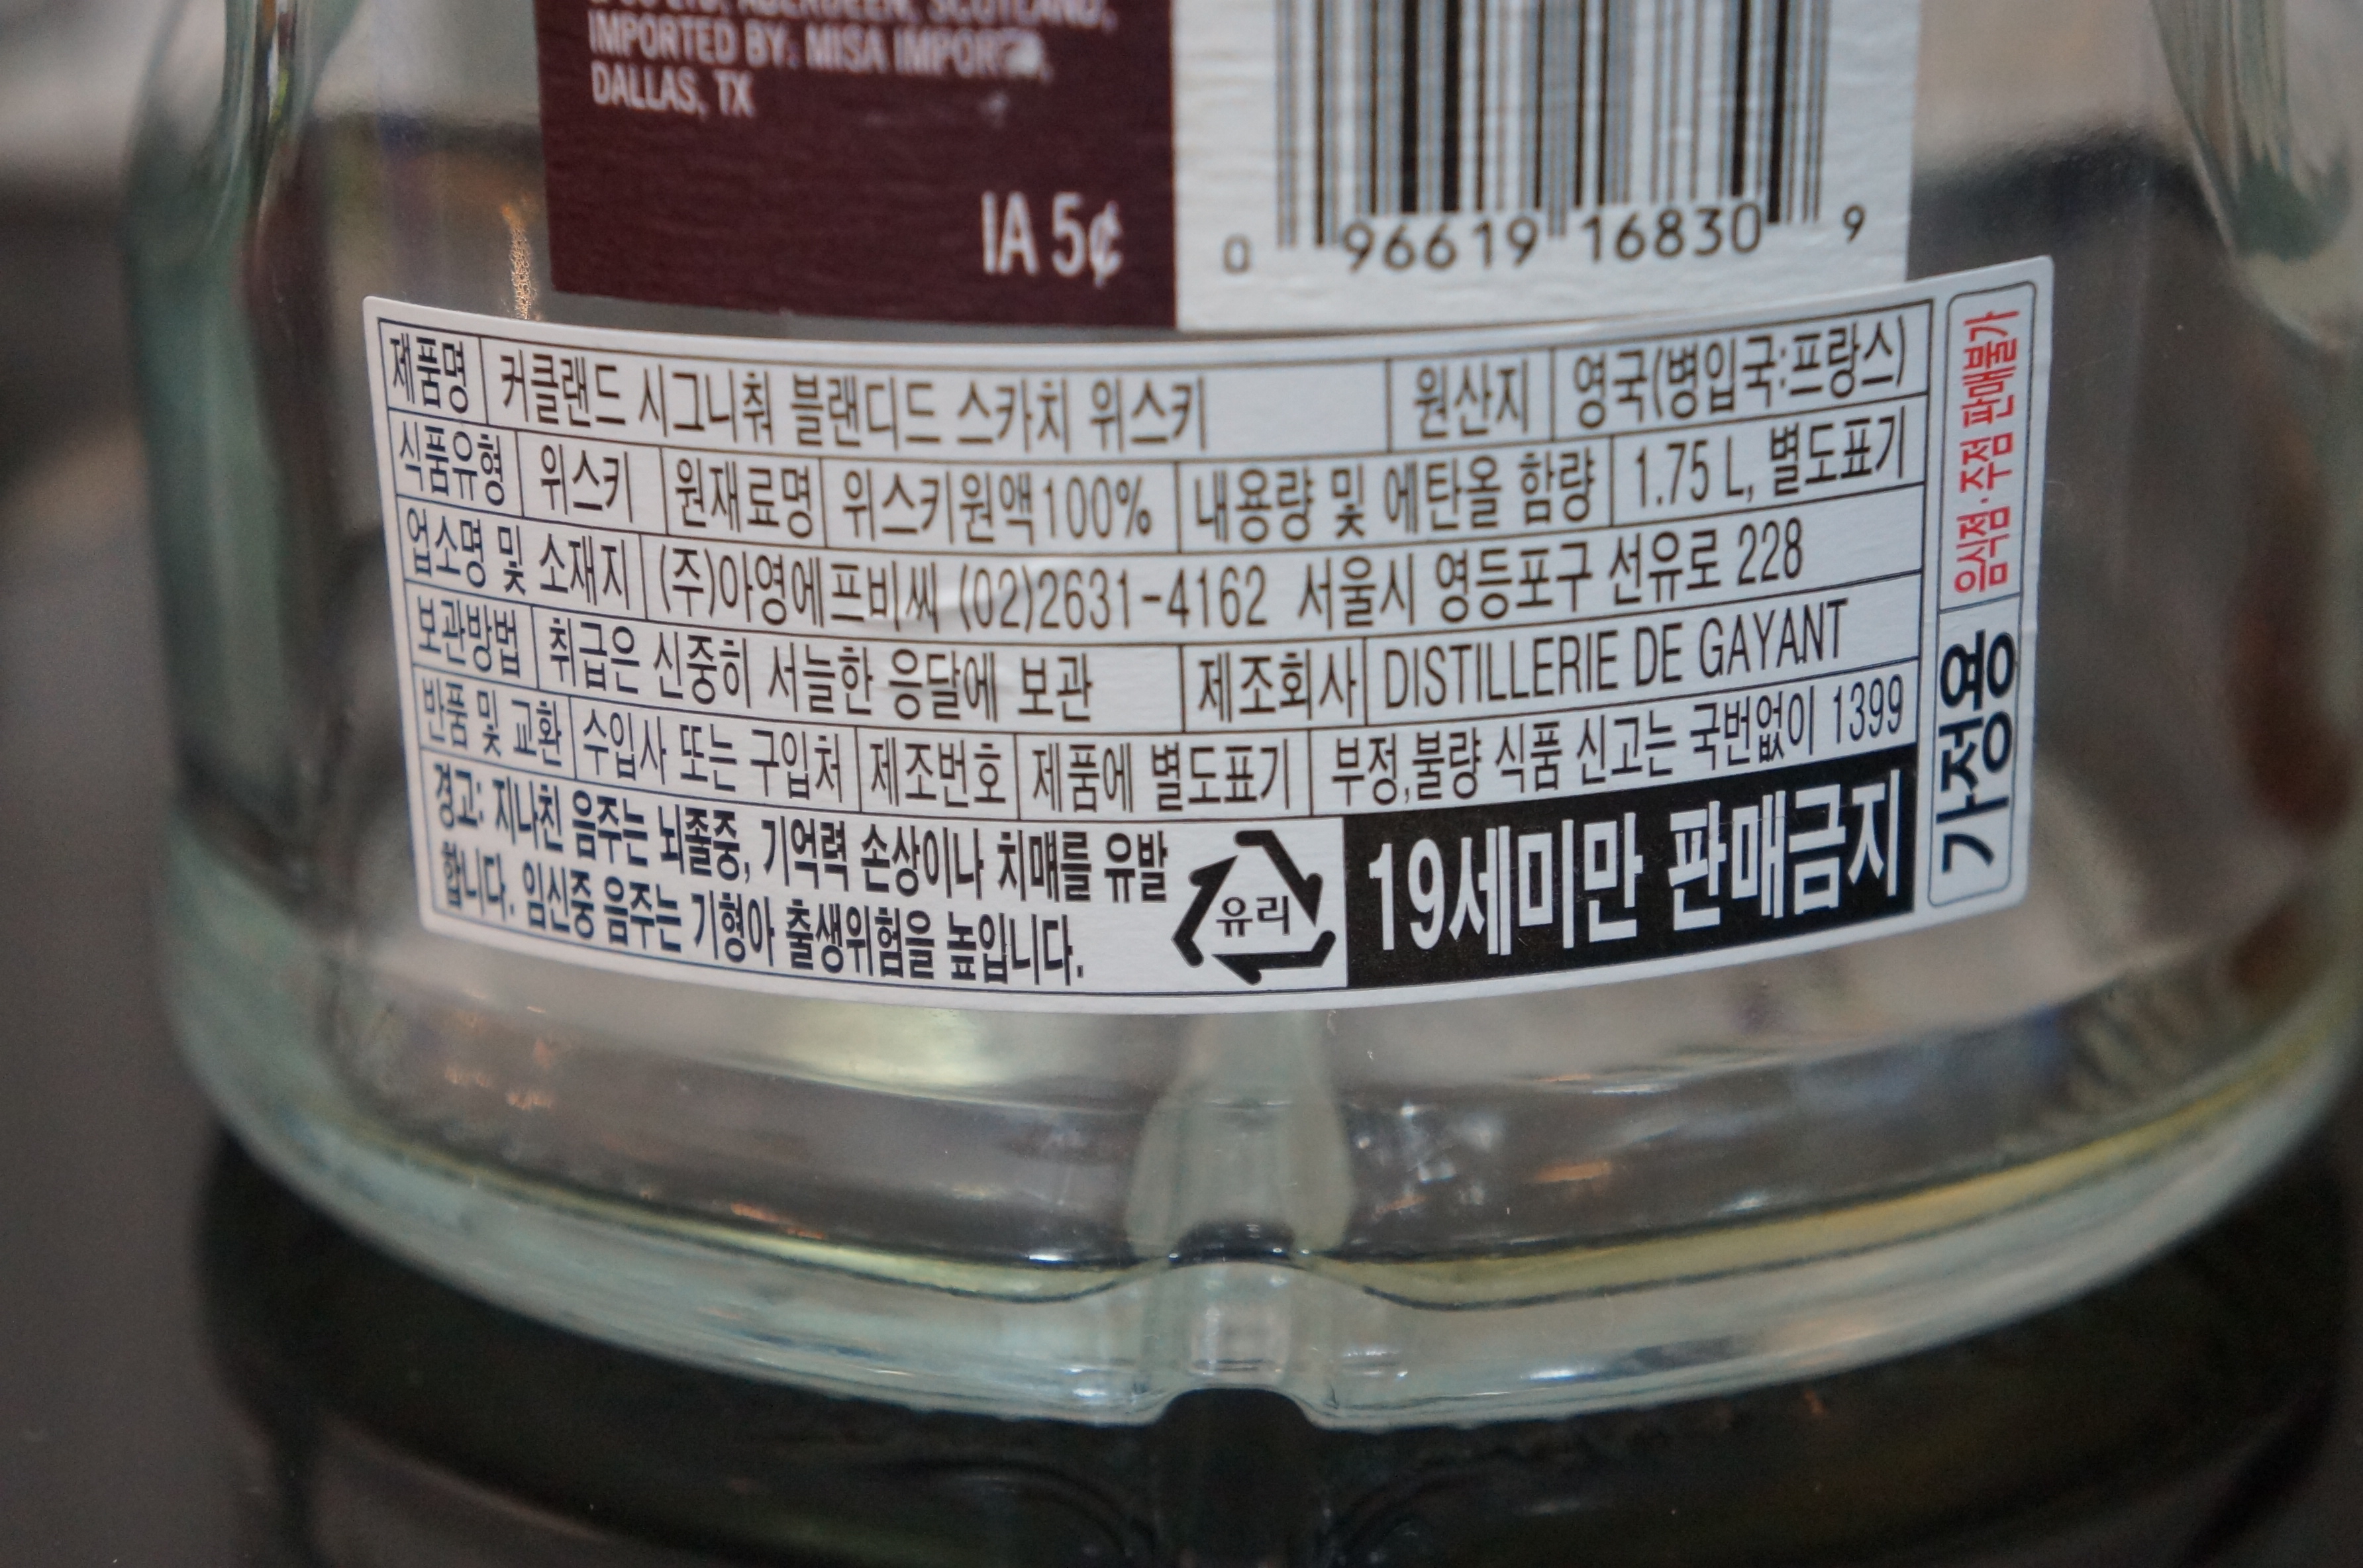 ABERDEEN, SCOTLAND,
IMPORTED BY: MISA
DALLAS, TX
IA 5¢
0 96619 16830 9
제품명 커클랜드 시그니춰 블랜디드 스카치 위스키 원산지 영국(병입국:프랑스)
식품유형 위스키 원재료명 위스키원액100% 내용량 및 에탄올 함량 1.75 L, 별도표기
업소명 및 소재지 (주)아영에프비씨 (02)2631-4162 서울시 영등포구 선유로 228
보관방법 취급은 신중히 서늘한 응달에 보관 제조회사 DISTILLERIE DE GAYANT
반품 및 교환 수입사 또는 구입처 제조번호 제품에 별도표기 부정,불량 식품 신고는 국번없이 1399
경고: 지나친 음주는 뇌졸중, 기억력 손상이나 치매를 유발
합니다. 임신중 음주는 기형아 출생위험을 높입니다.
유리
19세미만 판매금지
가정용
음식점·주점 판매불가